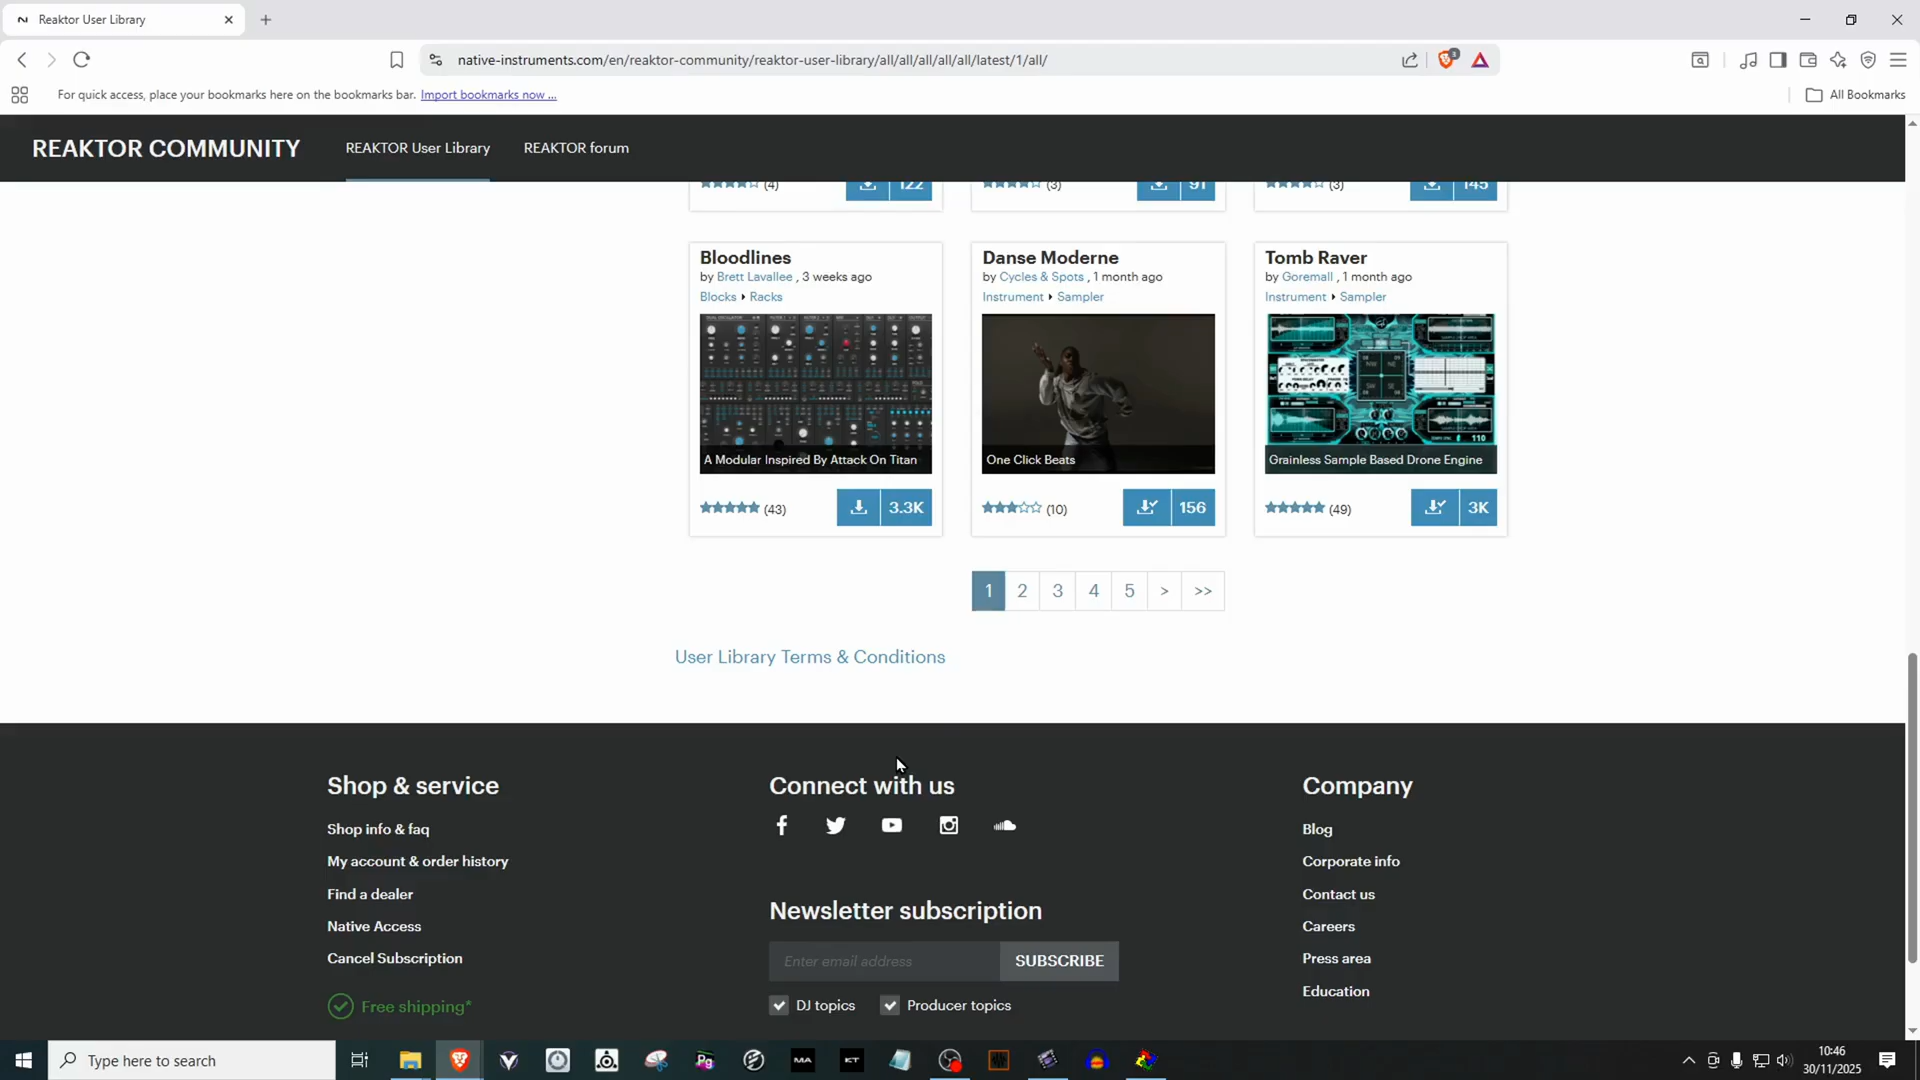 Reaktor User Library
native-instruments.com/en/reaktor-community/reaktor-user-library/all/all/all/all/all/latest/1/all/
3
For quick access, place your bookmarks here on the bookmarks bar. Import bookmarks now ...
All Bookmarks
REAKTOR COMMUNITY
REAKTOR User Library
REAKTOR forum
(4)
122
(3)
91
(3)
145
Bloodlines
by Brett Lavallee , 3 weeks ago
Blocks Racks
A Modular Inspired By Attack On Titan
(43)
3.3K
Danse Moderne
by Cycles & Spots , 1 month ago
Instrument Sampler
One Click Beats
(10)
156
Tomb Raver
by Goremall , 1 month ago
Instrument Sampler
110
Grainless Sample Based Drone Engine
(49)
3K
1 2 3 4 5 > >>
User Library Terms & Conditions
Shop & service
Shop info & faq
My account & order history
Find a dealer
Native Access
Cancel Subscription
Free shipping*
Connect with us
Newsletter subscription
Enter email address
SUBSCRIBE
DJ topics
Producer topics
Company
Blog
Corporate info
Contact us
Careers
Press area
Education
Type here to search
Pg
MA
KT
10:46
30/11/2025